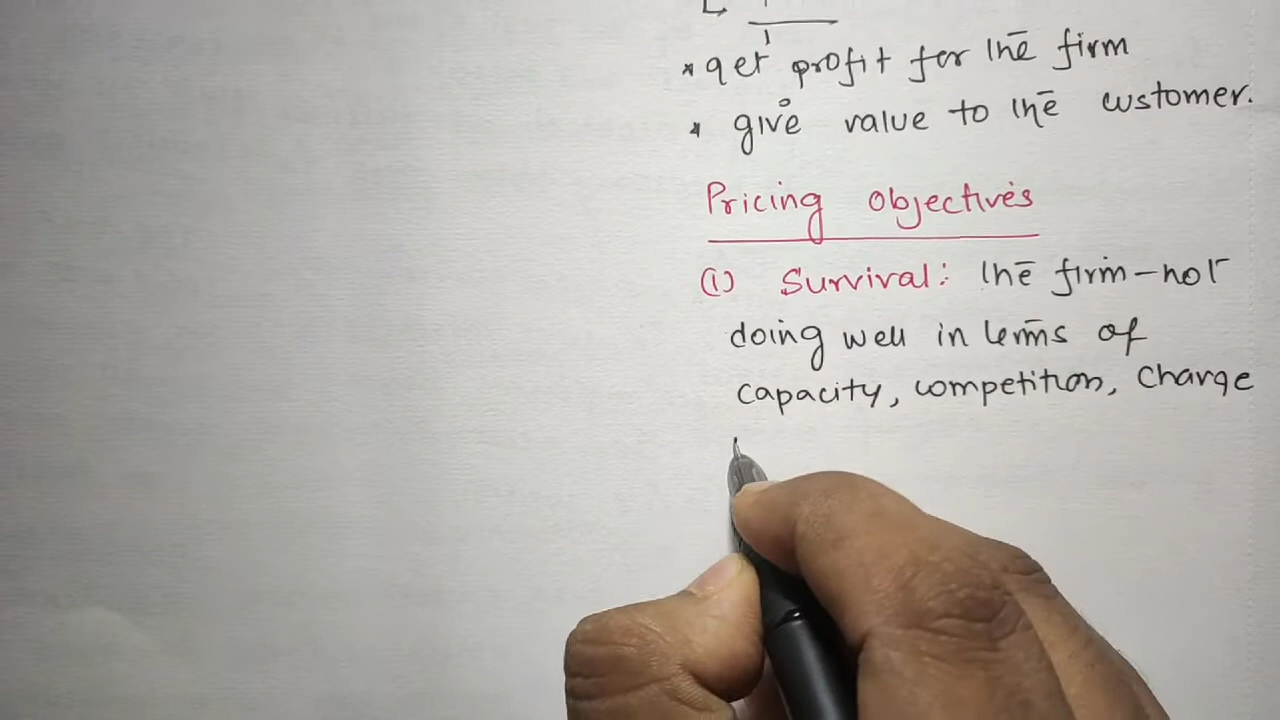 * get profit for the firm
* give value to the customer.
Pricing Objectives
(1) Survival: the firm - not
doing well in terms of
capacity, competition, Charge